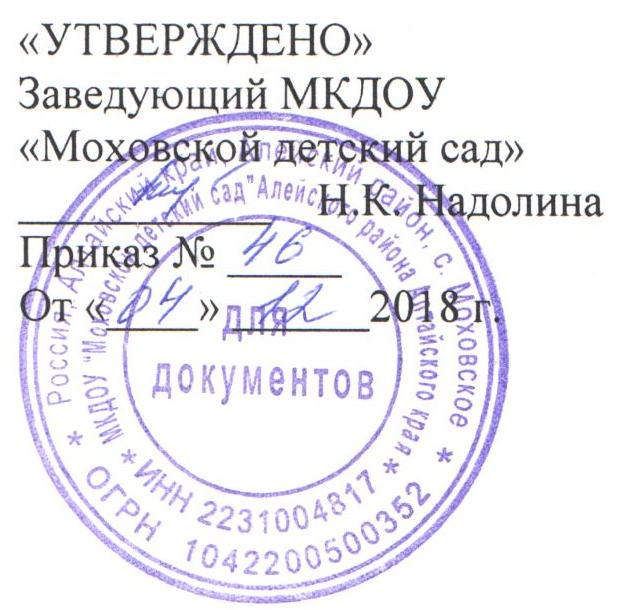 «УТВЕРЖДЕНО»
Заведующий МКДОУ
«Моховской детский сад»
Н.К. Надолина
Приказ № 46
От «04» 12 2018 г.
Россия, Алтайский край, Алейский район, с. Моховское
МКДОУ "Моховской детский сад" Алейского района Алтайского края
* ИНН 2231004817 *
* ОГРН 1042200500352 *
для
документов